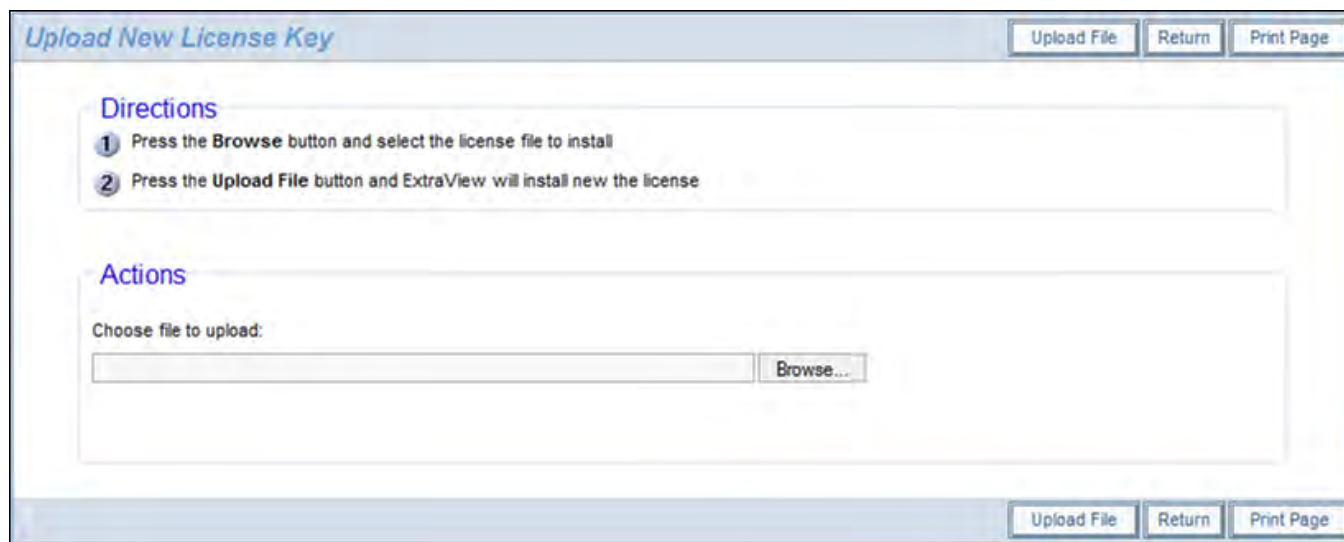 Upload New License Key
Upload File Return Print Page
Directions
1 Press the Browse button and select the license file to install
2 Press the Upload File button and ExtraView will install new the license
Actions
Choose file to upload:
Browse...
Upload File Return Print Page